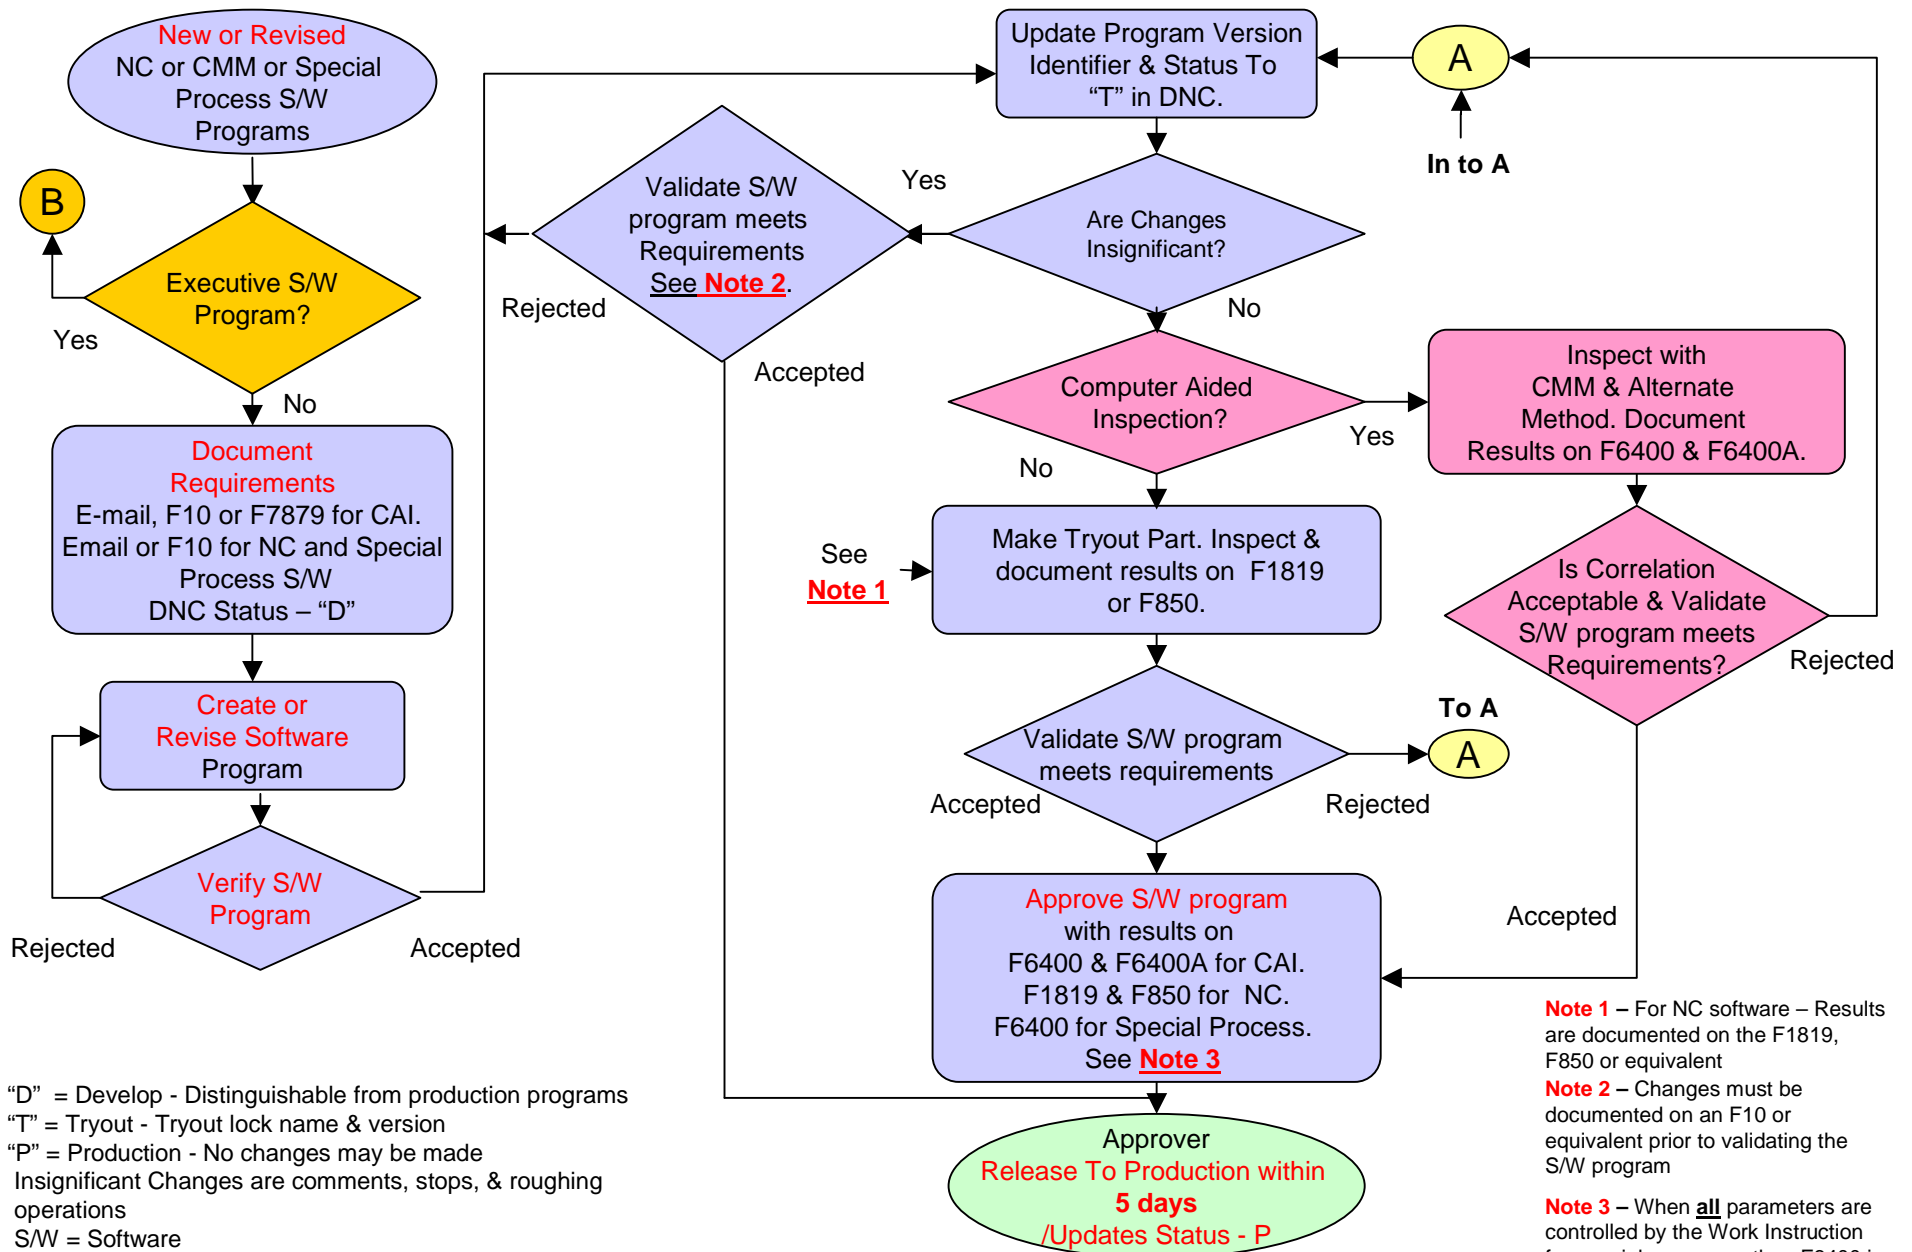 New or Revised
NC or CMM or Special
Process S/W
Programs
B
Executive S/W
Program?
Yes
No
Document
Requirements
E-mail, F10 or F7879 for CAI.
Email or F10 for NC and Special
Process S/W
DNC Status – “D”
Create or
Revise Software
Program
Verify S/W
Program
Rejected
Accepted
Update Program Version
Identifier & Status To
“T” in DNC.
A
In to A
Validate S/W
program meets
Requirements
See Note 2.
Yes
Rejected
Accepted
Are Changes
Insignificant?
No
Computer Aided
Inspection?
Yes
No
Inspect with
CMM & Alternate
Method. Document
Results on F6400 & F6400A.
See
Note 1
Make Tryout Part. Inspect &
document results on F1819
or F850.
Is Correlation
Acceptable & Validate
S/W program meets
Requirements?
Rejected
To A
A
Validate S/W program
meets requirements
Accepted
Rejected
Accepted
Approve S/W program
with results on
F6400 & F6400A for CAI.
F1819 & F850 for NC.
F6400 for Special Process.
See Note 3
Approver
Release To Production within
5 days
/Updates Status - P
“D” = Develop - Distinguishable from production programs
“T” = Tryout - Tryout lock name & version
“P” = Production - No changes may be made
Insignificant Changes are comments, stops, & roughing
operations
S/W = Software
Note 1 – For NC software – Results
are documented on the F1819,
F850 or equivalent
Note 2 – Changes must be
documented on an F10 or
equivalent prior to validating the
S/W program
Note 3 – When all parameters are
controlled by the Work Instruction